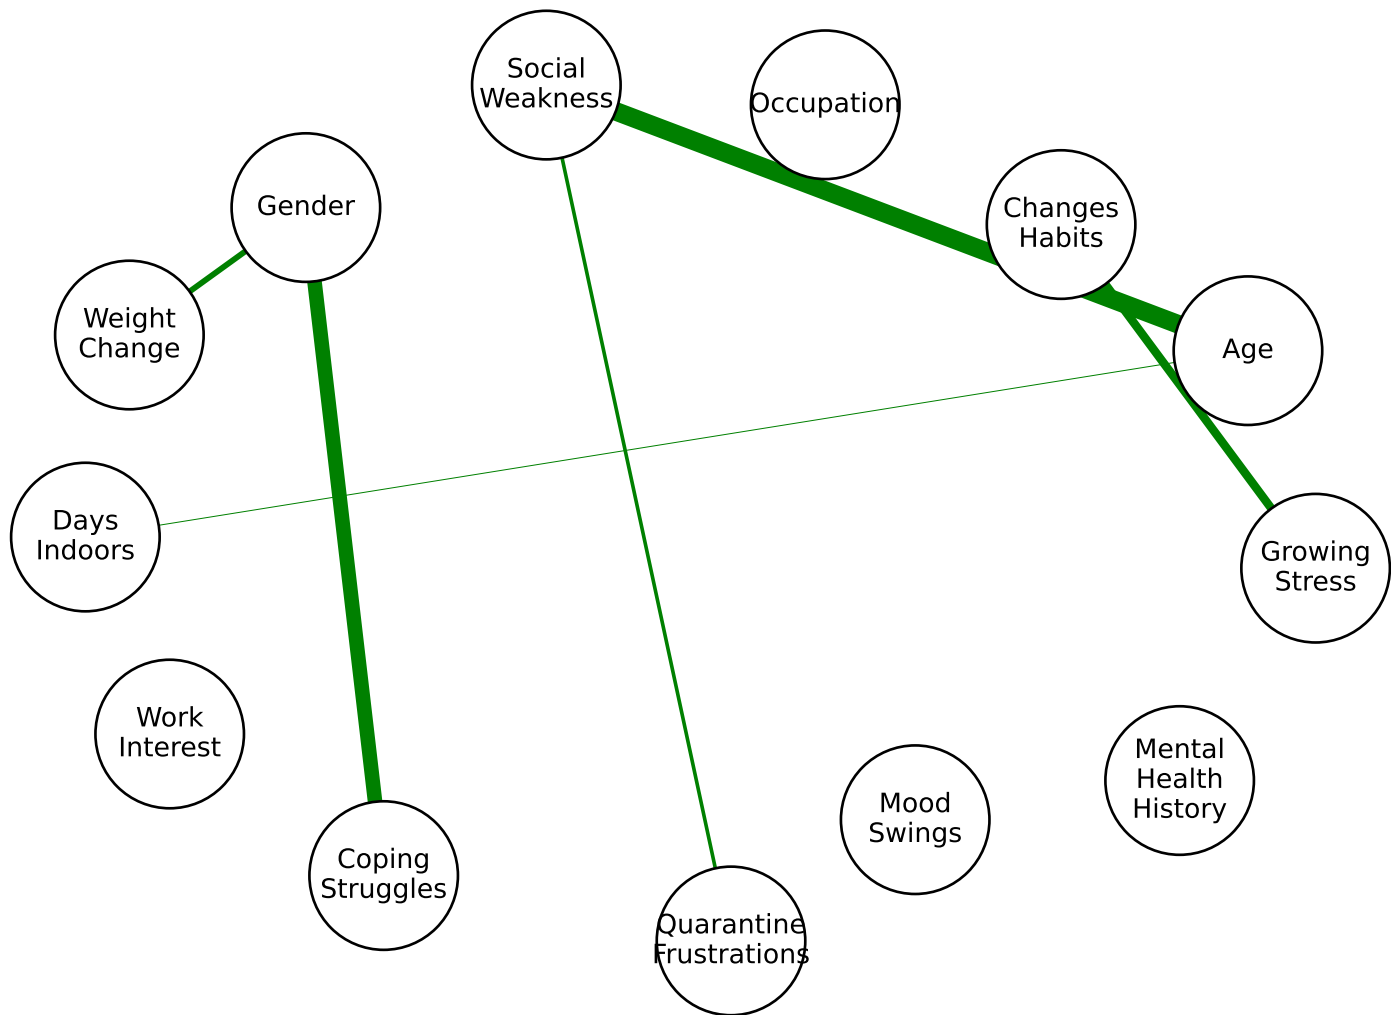 Social
Weakness
Occupation
Gender
Changes
Habits
Weight
Change
Age
Days
Indoors
Growing
Stress
Work
Interest
Mental
Health
History
Mood
Swings
Coping
Struggles
Quarantine
Frustrations